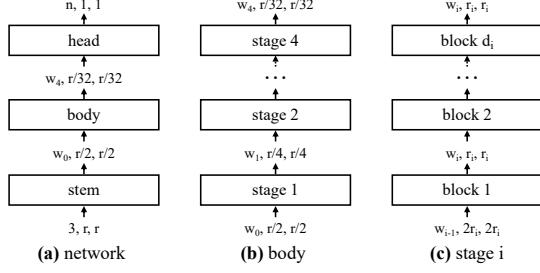 n, 1, 1
head
w₄, r/32, r/32
body
w₀, r/2, r/2
stem
3, r, r
(a) network
w₄, r/32, r/32
stage 4
...
stage 2
w₁, r/4, r/4
stage 1
w₀, r/2, r/2
(b) body
wᵢ, rᵢ, rᵢ
block dᵢ
...
block 2
wᵢ, rᵢ, rᵢ
block 1
wᵢ₋₁, 2rᵢ, 2rᵢ
(c) stage i